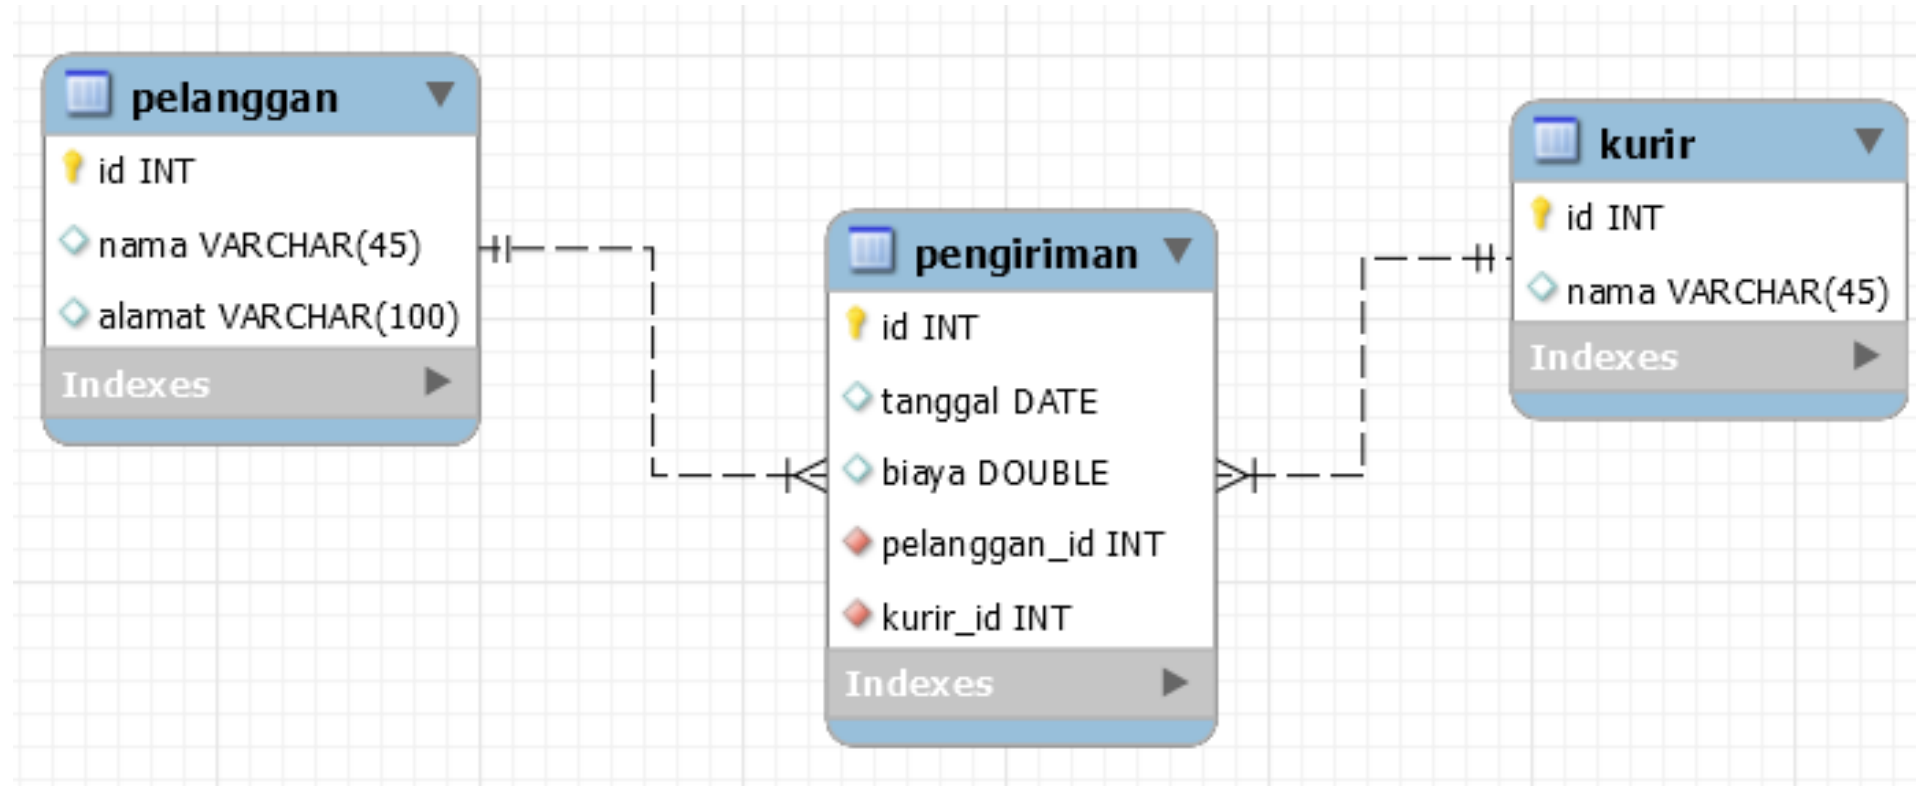 pelanggan
id INT
nama VARCHAR(45)
alamat VARCHAR(100)
Indexes
pengiriman
id INT
tanggal DATE
biaya DOUBLE
pelanggan_id INT
kurir_id INT
Indexes
kurir
id INT
nama VARCHAR(45)
Indexes